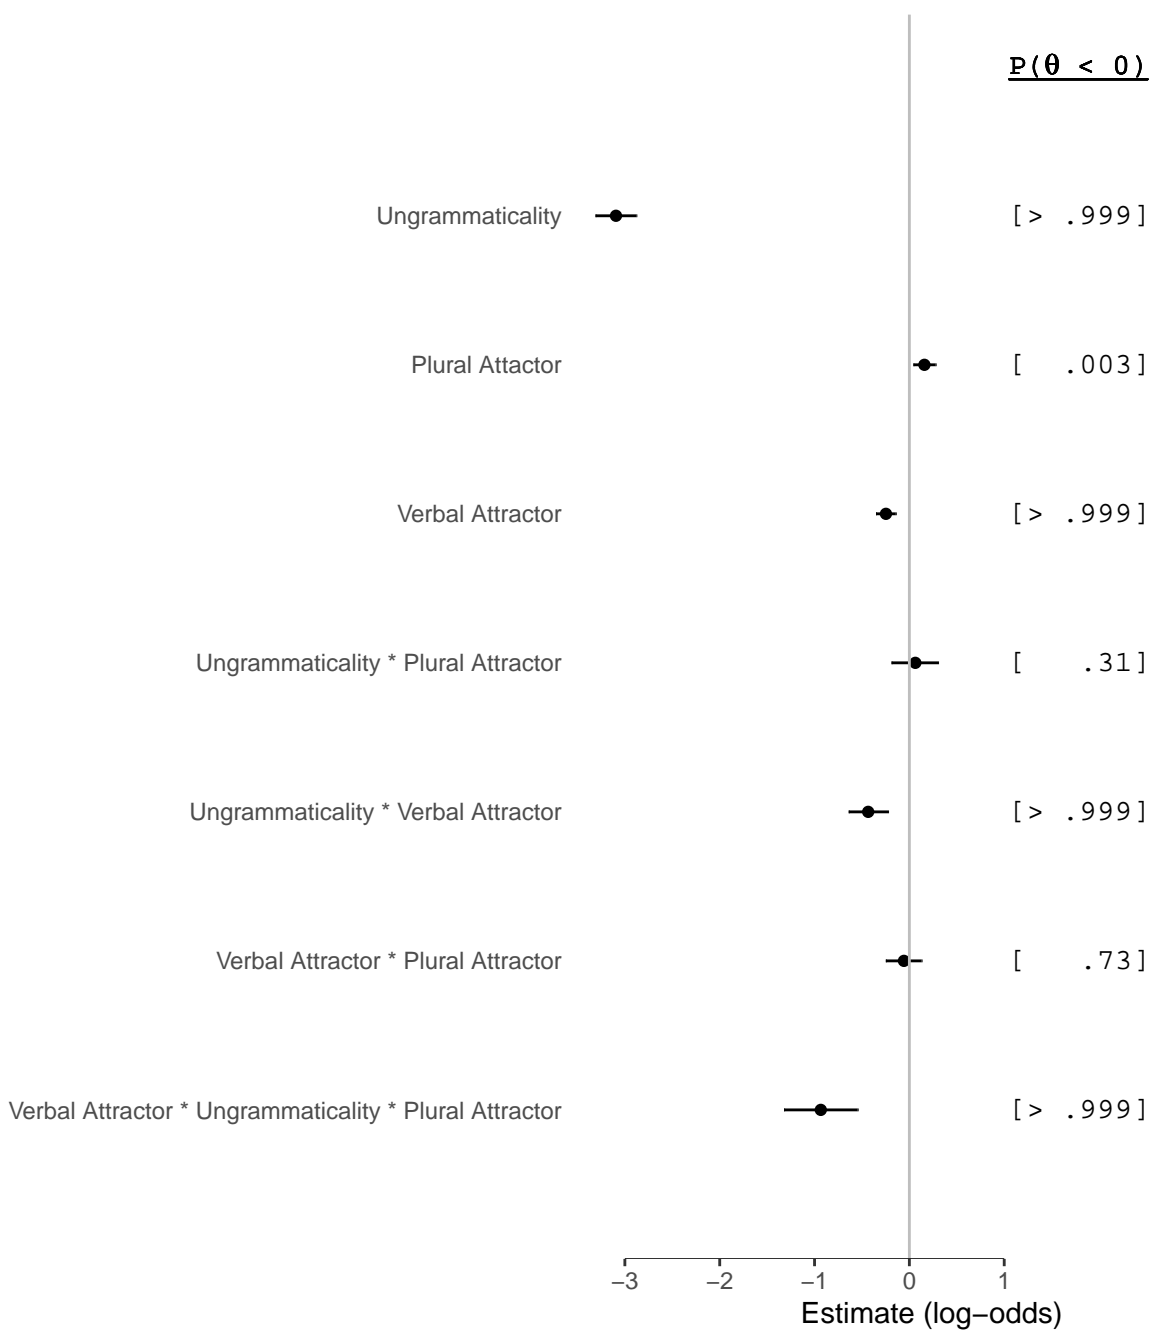 P(θ < 0)
Ungrammaticality [> .999]
Plural Attactor [ .003]
Verbal Attractor [> .999]
Ungrammaticality * Plural Attractor [ .31]
Ungrammaticality * Verbal Attractor [> .999]
Verbal Attractor * Plural Attractor [ .73]
Verbal Attractor * Ungrammaticality * Plural Attractor [> .999]
−3 −2 −1 0 1
Estimate (log−odds)